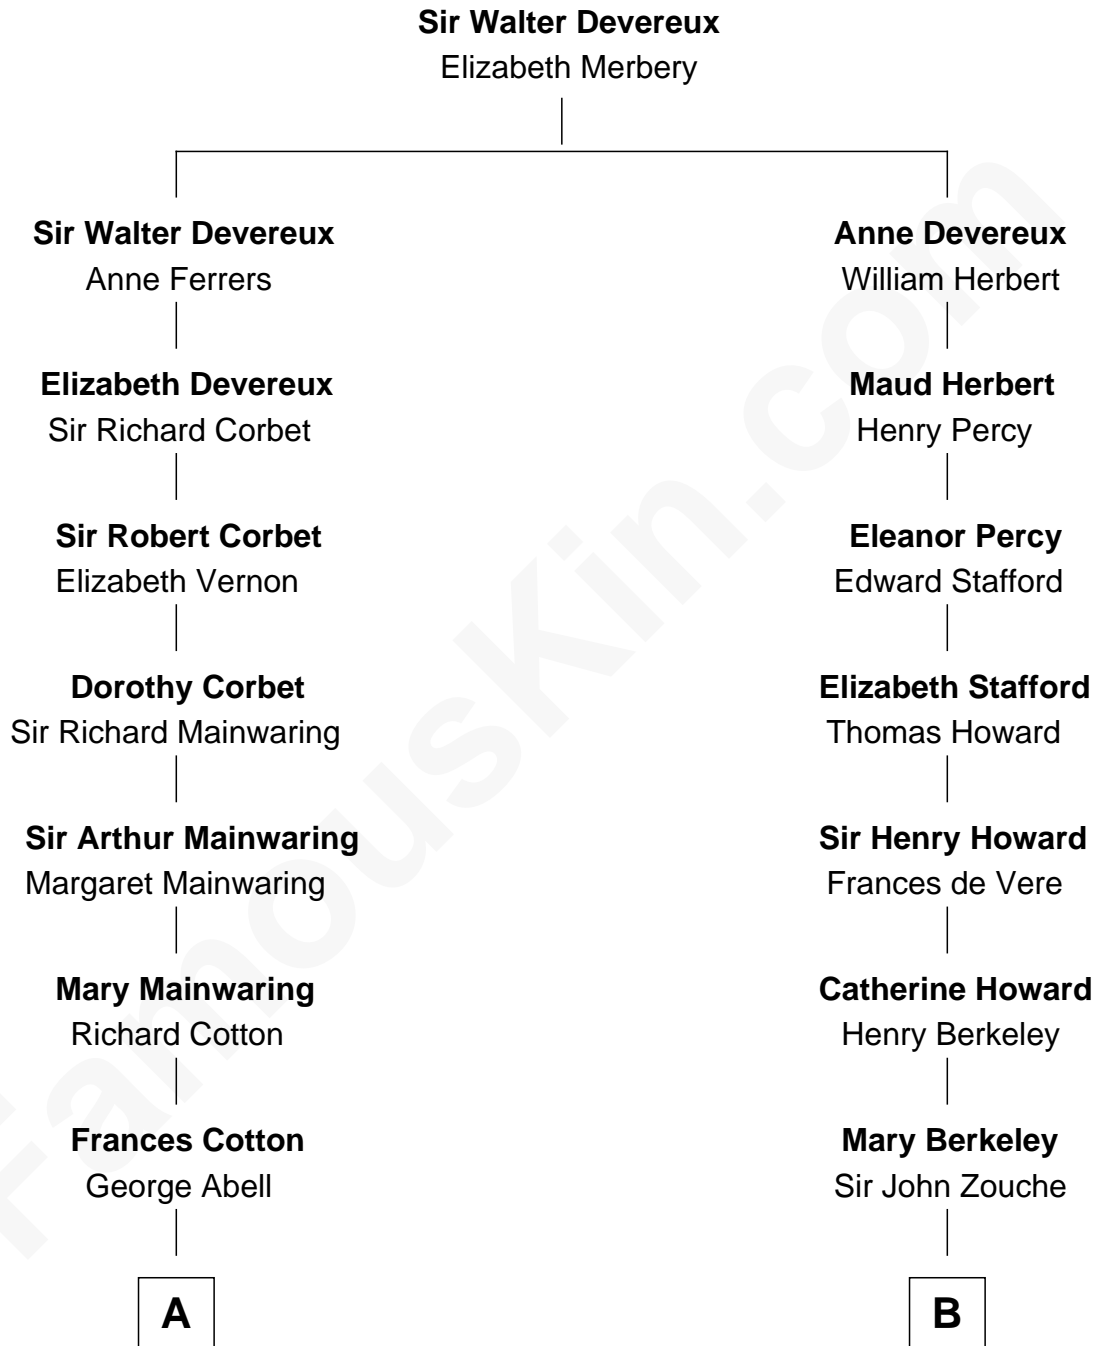 Sir Walter Devereux
Elizabeth Merbery
Sir Walter Devereux
Anne Ferrers
Elizabeth Devereux
Sir Richard Corbet
Sir Robert Corbet
Elizabeth Vernon
Dorothy Corbet
Sir Richard Mainwaring
Sir Arthur Mainwaring
Margaret Mainwaring
Mary Mainwaring
Richard Cotton
Frances Cotton
George Abell
A
Anne Devereux
William Herbert
Maud Herbert
Henry Percy
Eleanor Percy
Edward Stafford
Elizabeth Stafford
Thomas Howard
Sir Henry Howard
Frances de Vere
Catherine Howard
Henry Berkeley
Mary Berkeley
Sir John Zouche
B
FamousKin.com